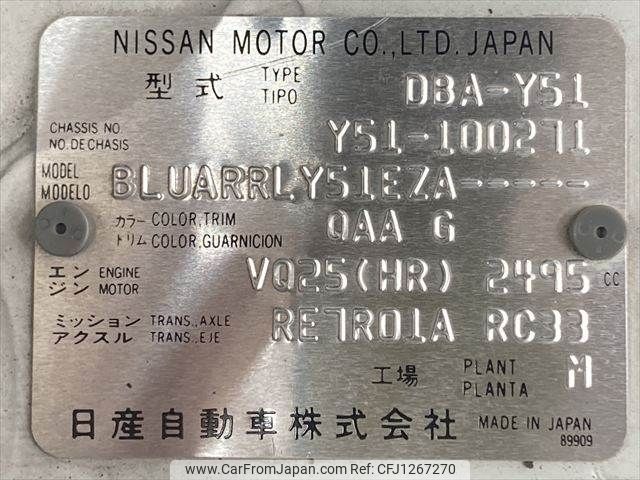 NISSAN MOTOR CO.,LTD. JAPAN
型式 TYPE TIPO DBA-Y51
CHASSIS NO. NO. DE CHASIS Y51-100271
MODEL MODELO BLUARRLY51EZA-----
カラー COLOR,TRIM トリム COLOR,GUARNICION QAA G
エンジン ENGINE MOTOR VQ25(HR) 2495 CC
ミッション TRANS.,AXLE アクスル TRANS.,EJE RE7R01A RC33
工場 PLANT PLANTA M
日産自動車株式会社 MADE IN JAPAN
89909
www.CarFromJapan.com | © CarFromJapan.com | CFJ1267270